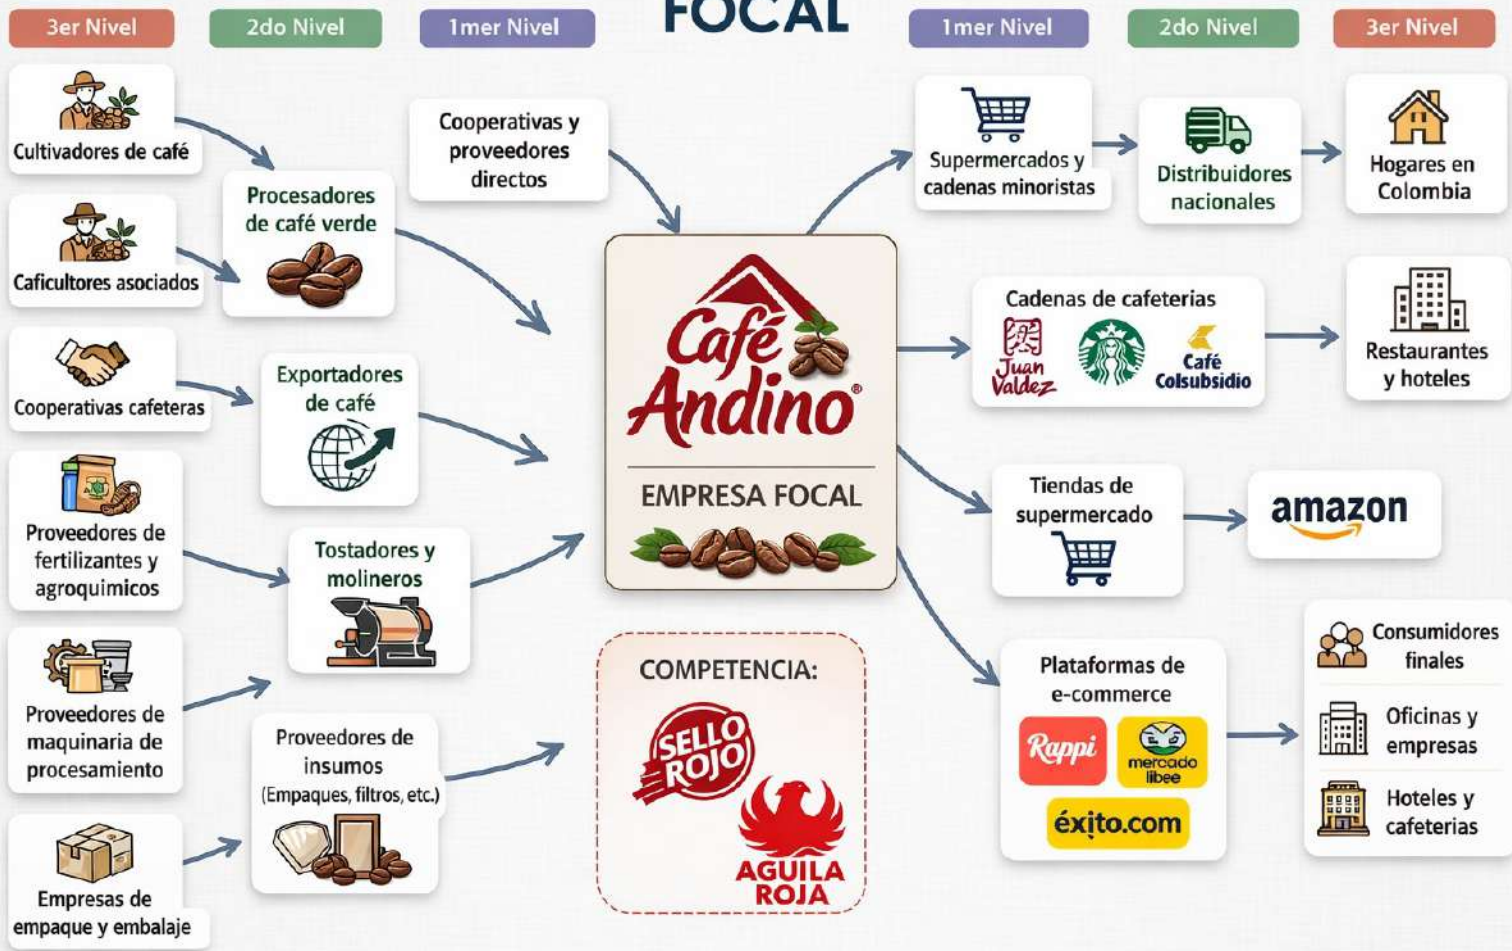 FOCAL
3er Nivel
2do Nivel
1mer Nivel
1mer Nivel
2do Nivel
3er Nivel
Cultivadores de café
Caficultores asociados
Cooperativas cafeteras
Proveedores de
fertilizantes y
agroquimicos
Proveedores de
maquinaria de
procesamiento
Empresas de
empaque y embalaje
Procesadores
de café verde
Exportadores
de café
Tostadores y
molineros
Proveedores de
insumos
(Empaques, filtros, etc.)
Cooperativas y
proveedores
directos
Café
Andino®
EMPRESA FOCAL
COMPETENCIA:
SELLO
ROJO
AGUILA
ROJA
Supermercados y
cadenas minoristas
Distribuidores
nacionales
Hogares en
Colombia
Cadenas de cafeterias
Juan
Valdez
Café
Colsubsidio
Restaurantes
y hoteles
Tiendas de
supermercado
amazon
Plataformas de
e-commerce
Rappi
mercado
libee
éxito.com
Consumidores
finales
Oficinas y
empresas
Hoteles y
cafeterias